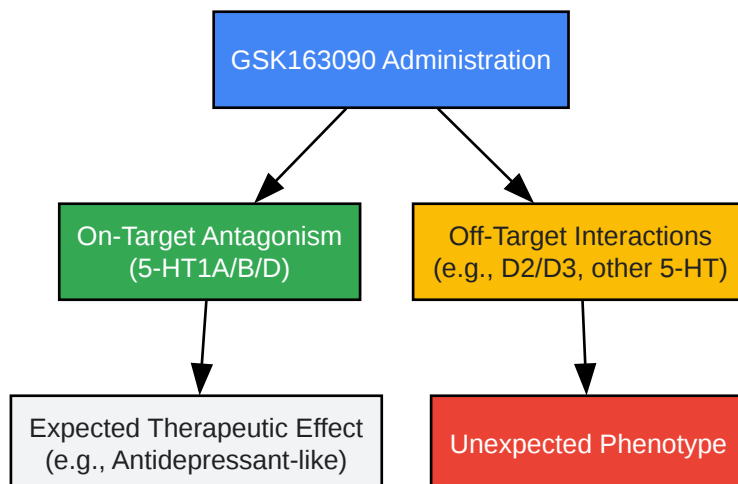 GSK163090 Administration
On-Target Antagonism
(5-HT1A/B/D)
Off-Target Interactions
(e.g., D2/D3, other 5-HT)
Expected Therapeutic Effect
(e.g., Antidepressant-like)
Unexpected Phenotype